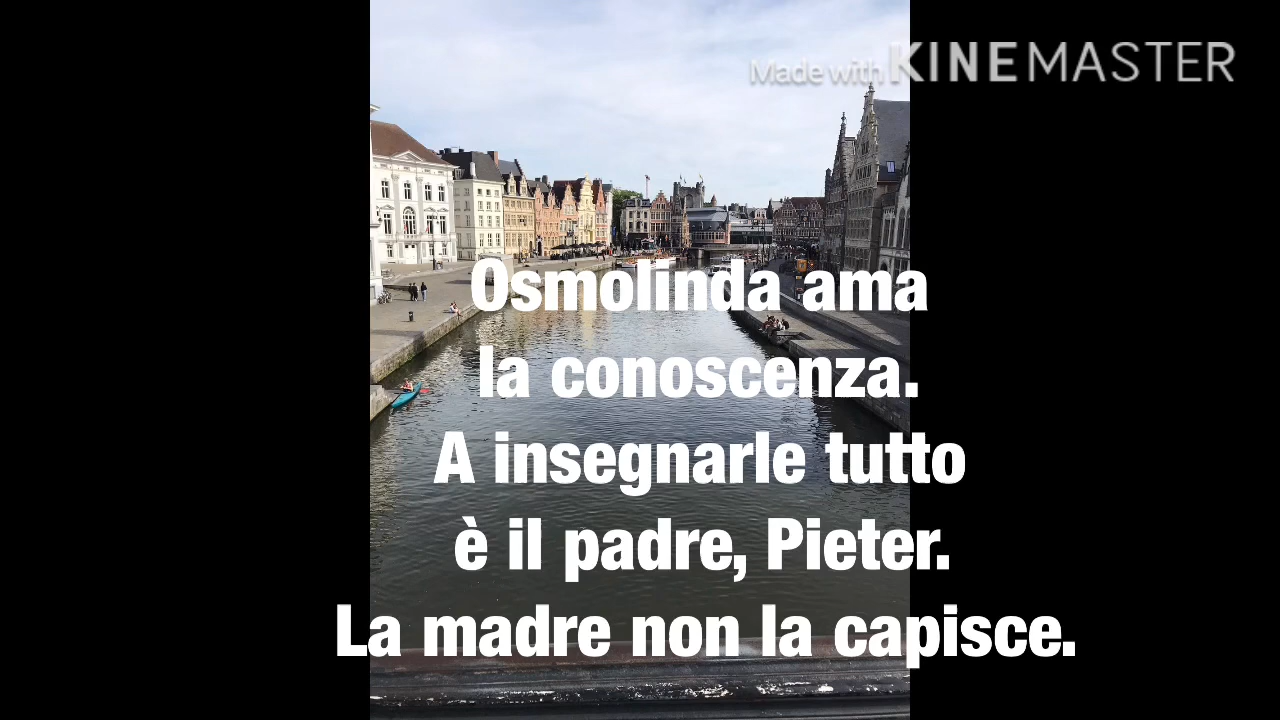 Made with KINEMASTER
Osmolinda ama
la conoscenza.
A insegnarle tutto
è il padre, Pieter.
La madre non la capisce.